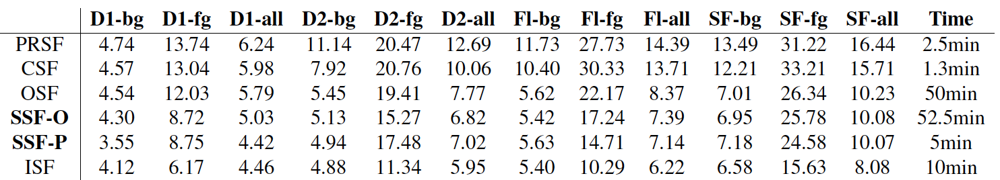 D1-bg D1-fg D1-all D2-bg D2-fg D2-all Fl-bg Fl-fg Fl-all SF-bg SF-fg SF-all Time
PRSF 4.74 13.74 6.24 11.14 20.47 12.69 11.73 27.73 14.39 13.49 31.22 16.44 2.5min
CSF 4.57 13.04 5.98 7.92 20.76 10.06 10.40 30.33 13.71 12.21 33.21 15.71 1.3min
OSF 4.54 12.03 5.79 5.45 19.41 7.77 5.62 22.17 8.37 7.01 26.34 10.23 50min
SSF-O 4.30 8.72 5.03 5.13 15.27 6.82 5.42 17.24 7.39 6.95 25.78 10.08 52.5min
SSF-P 3.55 8.75 4.42 4.94 17.48 7.02 5.63 14.71 7.14 7.18 24.58 10.07 5min
ISF 4.12 6.17 4.46 4.88 11.34 5.95 5.40 10.29 6.22 6.58 15.63 8.08 10min